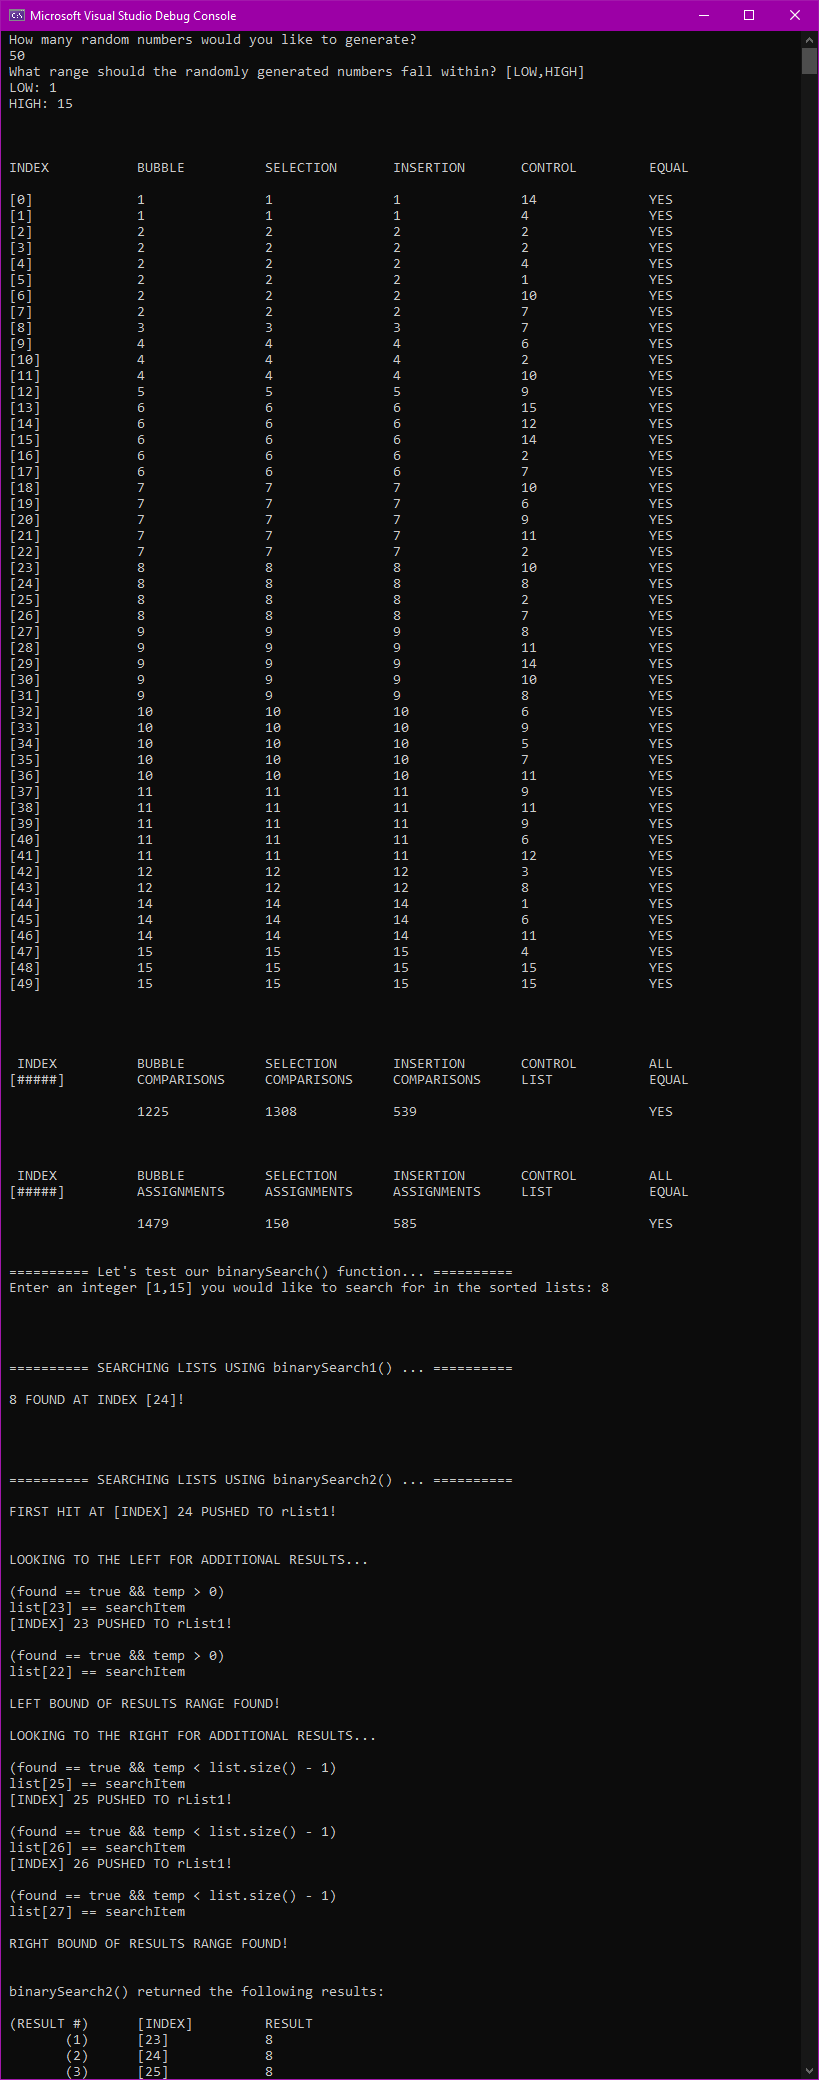 Microsoft Visual Studio Debug Console
How many random numbers would you like to generate?
50
What range should the randomly generated numbers fall within? [LOW,HIGH]
LOW: 1
HIGH: 15
INDEX BUBBLE SELECTION INSERTION CONTROL EQUAL
[0] 1 1 1 14 YES
[1] 1 1 1 4 YES
[2] 2 2 2 2 YES
[3] 2 2 2 2 YES
[4] 2 2 2 4 YES
[5] 2 2 2 1 YES
[6] 2 2 2 10 YES
[7] 2 2 2 7 YES
[8] 3 3 3 7 YES
[9] 4 4 4 6 YES
[10] 4 4 4 2 YES
[11] 4 4 4 10 YES
[12] 5 5 5 9 YES
[13] 6 6 6 15 YES
[14] 6 6 6 12 YES
[15] 6 6 6 14 YES
[16] 6 6 6 2 YES
[17] 6 6 6 7 YES
[18] 7 7 7 10 YES
[19] 7 7 7 6 YES
[20] 7 7 7 9 YES
[21] 7 7 7 11 YES
[22] 7 7 7 2 YES
[23] 8 8 8 10 YES
[24] 8 8 8 8 YES
[25] 8 8 8 2 YES
[26] 8 8 8 7 YES
[27] 9 9 9 8 YES
[28] 9 9 9 11 YES
[29] 9 9 9 14 YES
[30] 9 9 9 10 YES
[31] 9 9 9 8 YES
[32] 10 10 10 6 YES
[33] 10 10 10 9 YES
[34] 10 10 10 5 YES
[35] 10 10 10 7 YES
[36] 10 10 10 11 YES
[37] 11 11 11 9 YES
[38] 11 11 11 11 YES
[39] 11 11 11 9 YES
[40] 11 11 11 6 YES
[41] 11 11 11 12 YES
[42] 12 12 12 3 YES
[43] 12 12 12 8 YES
[44] 14 14 14 1 YES
[45] 14 14 14 6 YES
[46] 14 14 14 11 YES
[47] 15 15 15 4 YES
[48] 15 15 15 15 YES
[49] 15 15 15 15 YES
INDEX BUBBLE SELECTION INSERTION CONTROL ALL
[#####] COMPARISONS COMPARISONS COMPARISONS LIST EQUAL
1225 1308 539 YES
INDEX BUBBLE SELECTION INSERTION CONTROL ALL
[#####] ASSIGNMENTS ASSIGNMENTS ASSIGNMENTS LIST EQUAL
1479 150 585 YES
========== Let's test our binarySearch() function... ==========
Enter an integer [1,15] you would like to search for in the sorted lists: 8
========== SEARCHING LISTS USING binarySearch1() ... ==========
8 FOUND AT INDEX [24]!
========== SEARCHING LISTS USING binarySearch2() ... ==========
FIRST HIT AT [INDEX] 24 PUSHED TO rList1!
LOOKING TO THE LEFT FOR ADDITIONAL RESULTS...
(found == true && temp > 0)
list[23] == searchItem
[INDEX] 23 PUSHED TO rList1!
(found == true && temp > 0)
list[22] == searchItem
LEFT BOUND OF RESULTS RANGE FOUND!
LOOKING TO THE RIGHT FOR ADDITIONAL RESULTS...
(found == true && temp < list.size() - 1)
list[25] == searchItem
[INDEX] 25 PUSHED TO rList1!
(found == true && temp < list.size() - 1)
list[26] == searchItem
[INDEX] 26 PUSHED TO rList1!
(found == true && temp < list.size() - 1)
list[27] == searchItem
RIGHT BOUND OF RESULTS RANGE FOUND!
binarySearch2() returned the following results:
(RESULT #) [INDEX] RESULT
(1) [23] 8
(2) [24] 8
(3) [25] 8